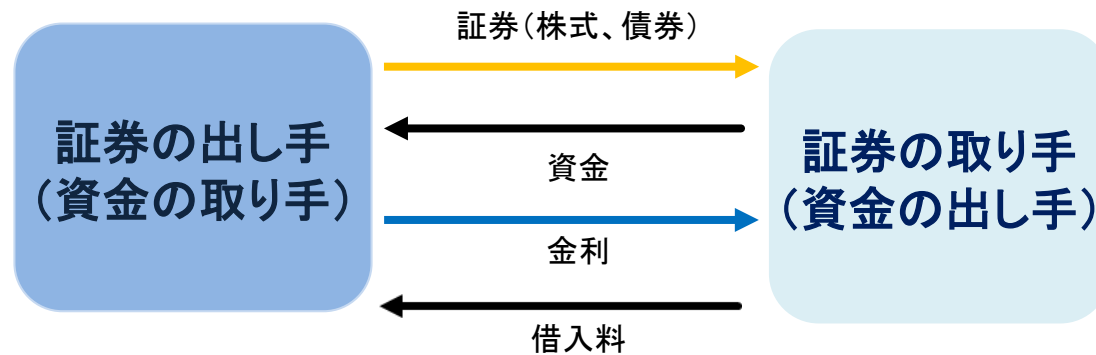 証券（株式、債券）
証券の出し手
（資金の取り手）
資金
金利
借入料
証券の取り手
（資金の出し手）